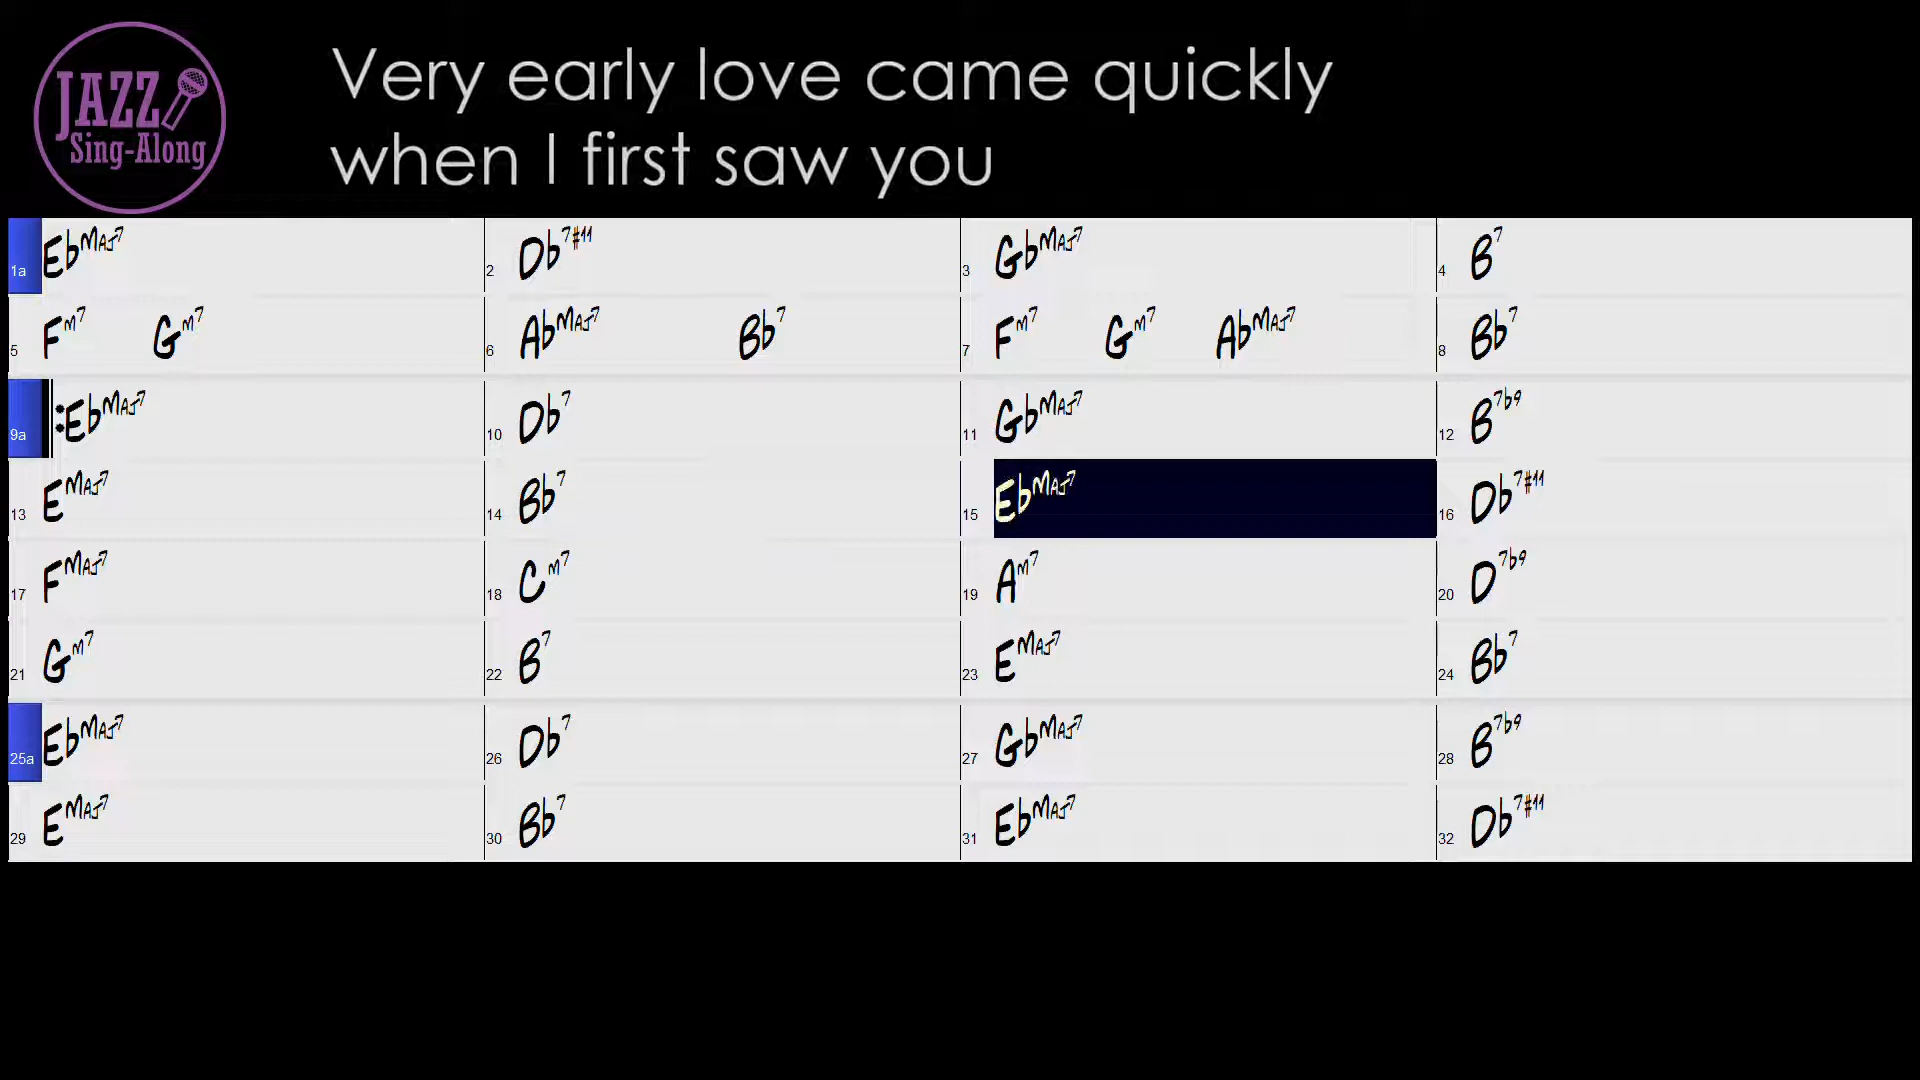 JAZZ
Sing-Along
Very early love came quickly
when I first saw you
1a EbMAJ7 2 Db7#11 3 GbMAJ7 4 B7
5 Fm7 Gm7 6 AbMAJ7 Bb7 7 Fm7 Gm7 AbMAJ7 8 Bb7
9a EbMAJ7 10 Db7 11 GbMAJ7 12 B7b9
13 EMAJ7 14 Bb7 15 EbMAJ7 16 Db7#11
17 FMAJ7 18 Cm7 19 Am7 20 D7b9
21 Gm7 22 B7 23 EMAJ7 24 Bb7
25a EbMAJ7 26 Db7 27 GbMAJ7 28 B7b9
29 EMAJ7 30 Bb7 31 EbMAJ7 32 Db7#11